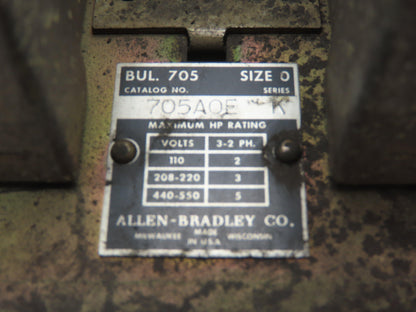 BUL. 705 SIZE 0
CATALOG NO. SERIES
705AOE K
MAXIMUM HP RATING
VOLTS 3-2 PH.
110 2
208-220 3
440-550 5
ALLEN-BRADLEY CO.
MILWAUKEE MADE IN U.S.A. WISCONSIN